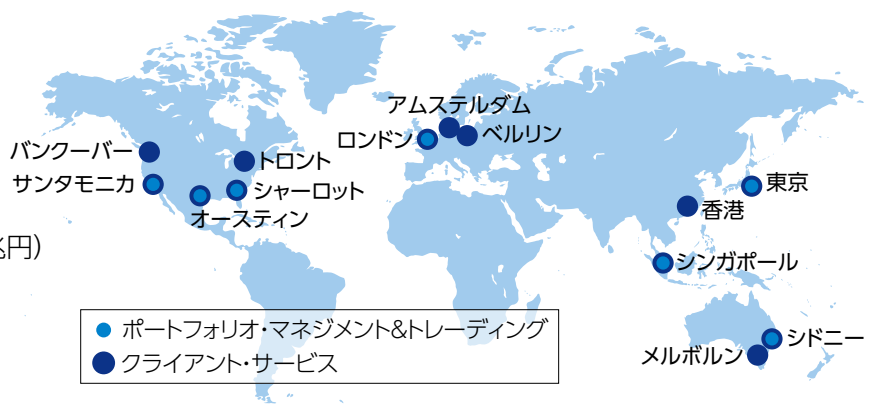 アムステルダム
ロンドン
ベルリン
バンクーバー
トロント
サンタモニカ
シャーロット
東京
オースティン
香港
兆円)
シンガポール
ポートフォリオ・マネジメント&トレーディング
クライアント・サービス
シドニー
メルボルン